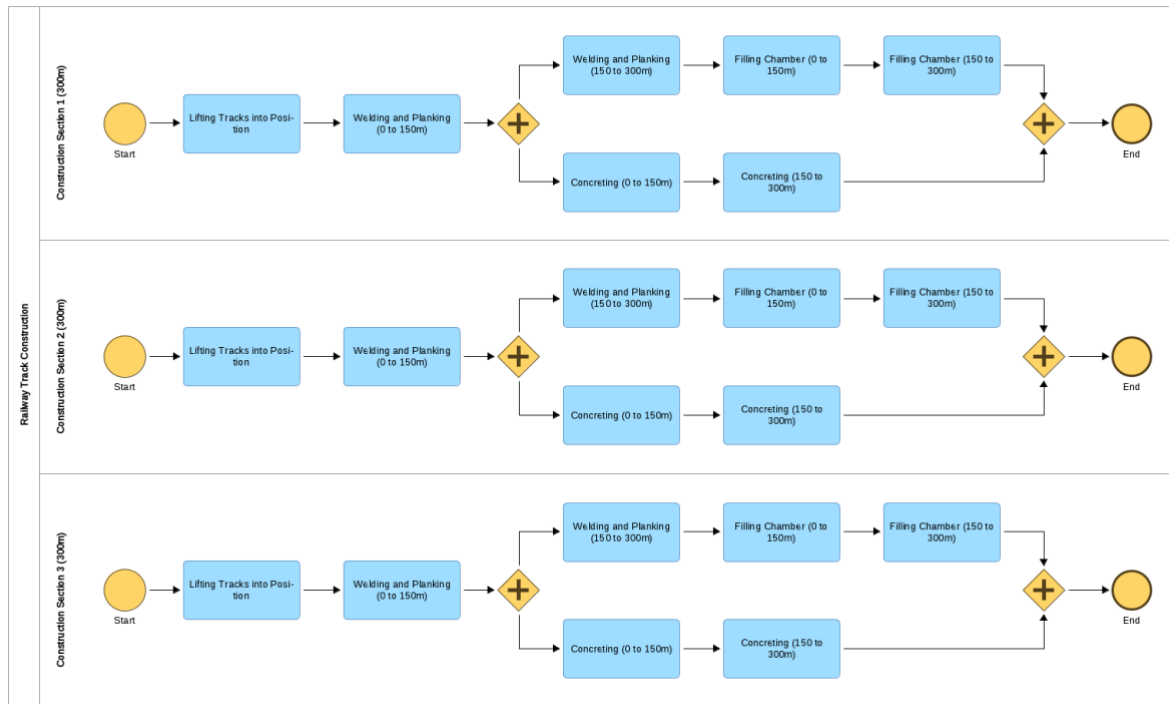 Railway Track Construction
Construction Section 1 (300m)
Start
Lifting Tracks into Posi-
tion
Welding and Planking
(0 to 150m)
Welding and Planking
(150 to 300m)
Filling Chamber (0 to
150m)
Filling Chamber (150 to
300m)
Concreting (0 to 150m)
Concreting (150 to
300m)
End
Construction Section 2 (300m)
Start
Lifting Tracks into Posi-
tion
Welding and Planking
(0 to 150m)
Welding and Planking
(150 to 300m)
Filling Chamber (0 to
150m)
Filling Chamber (150 to
300m)
Concreting (0 to 150m)
Concreting (150 to
300m)
End
Construction Section 3 (300m)
Start
Lifting Tracks into Posi-
tion
Welding and Planking
(0 to 150m)
Welding and Planking
(150 to 300m)
Filling Chamber (0 to
150m)
Filling Chamber (150 to
300m)
Concreting (0 to 150m)
Concreting (150 to
300m)
End